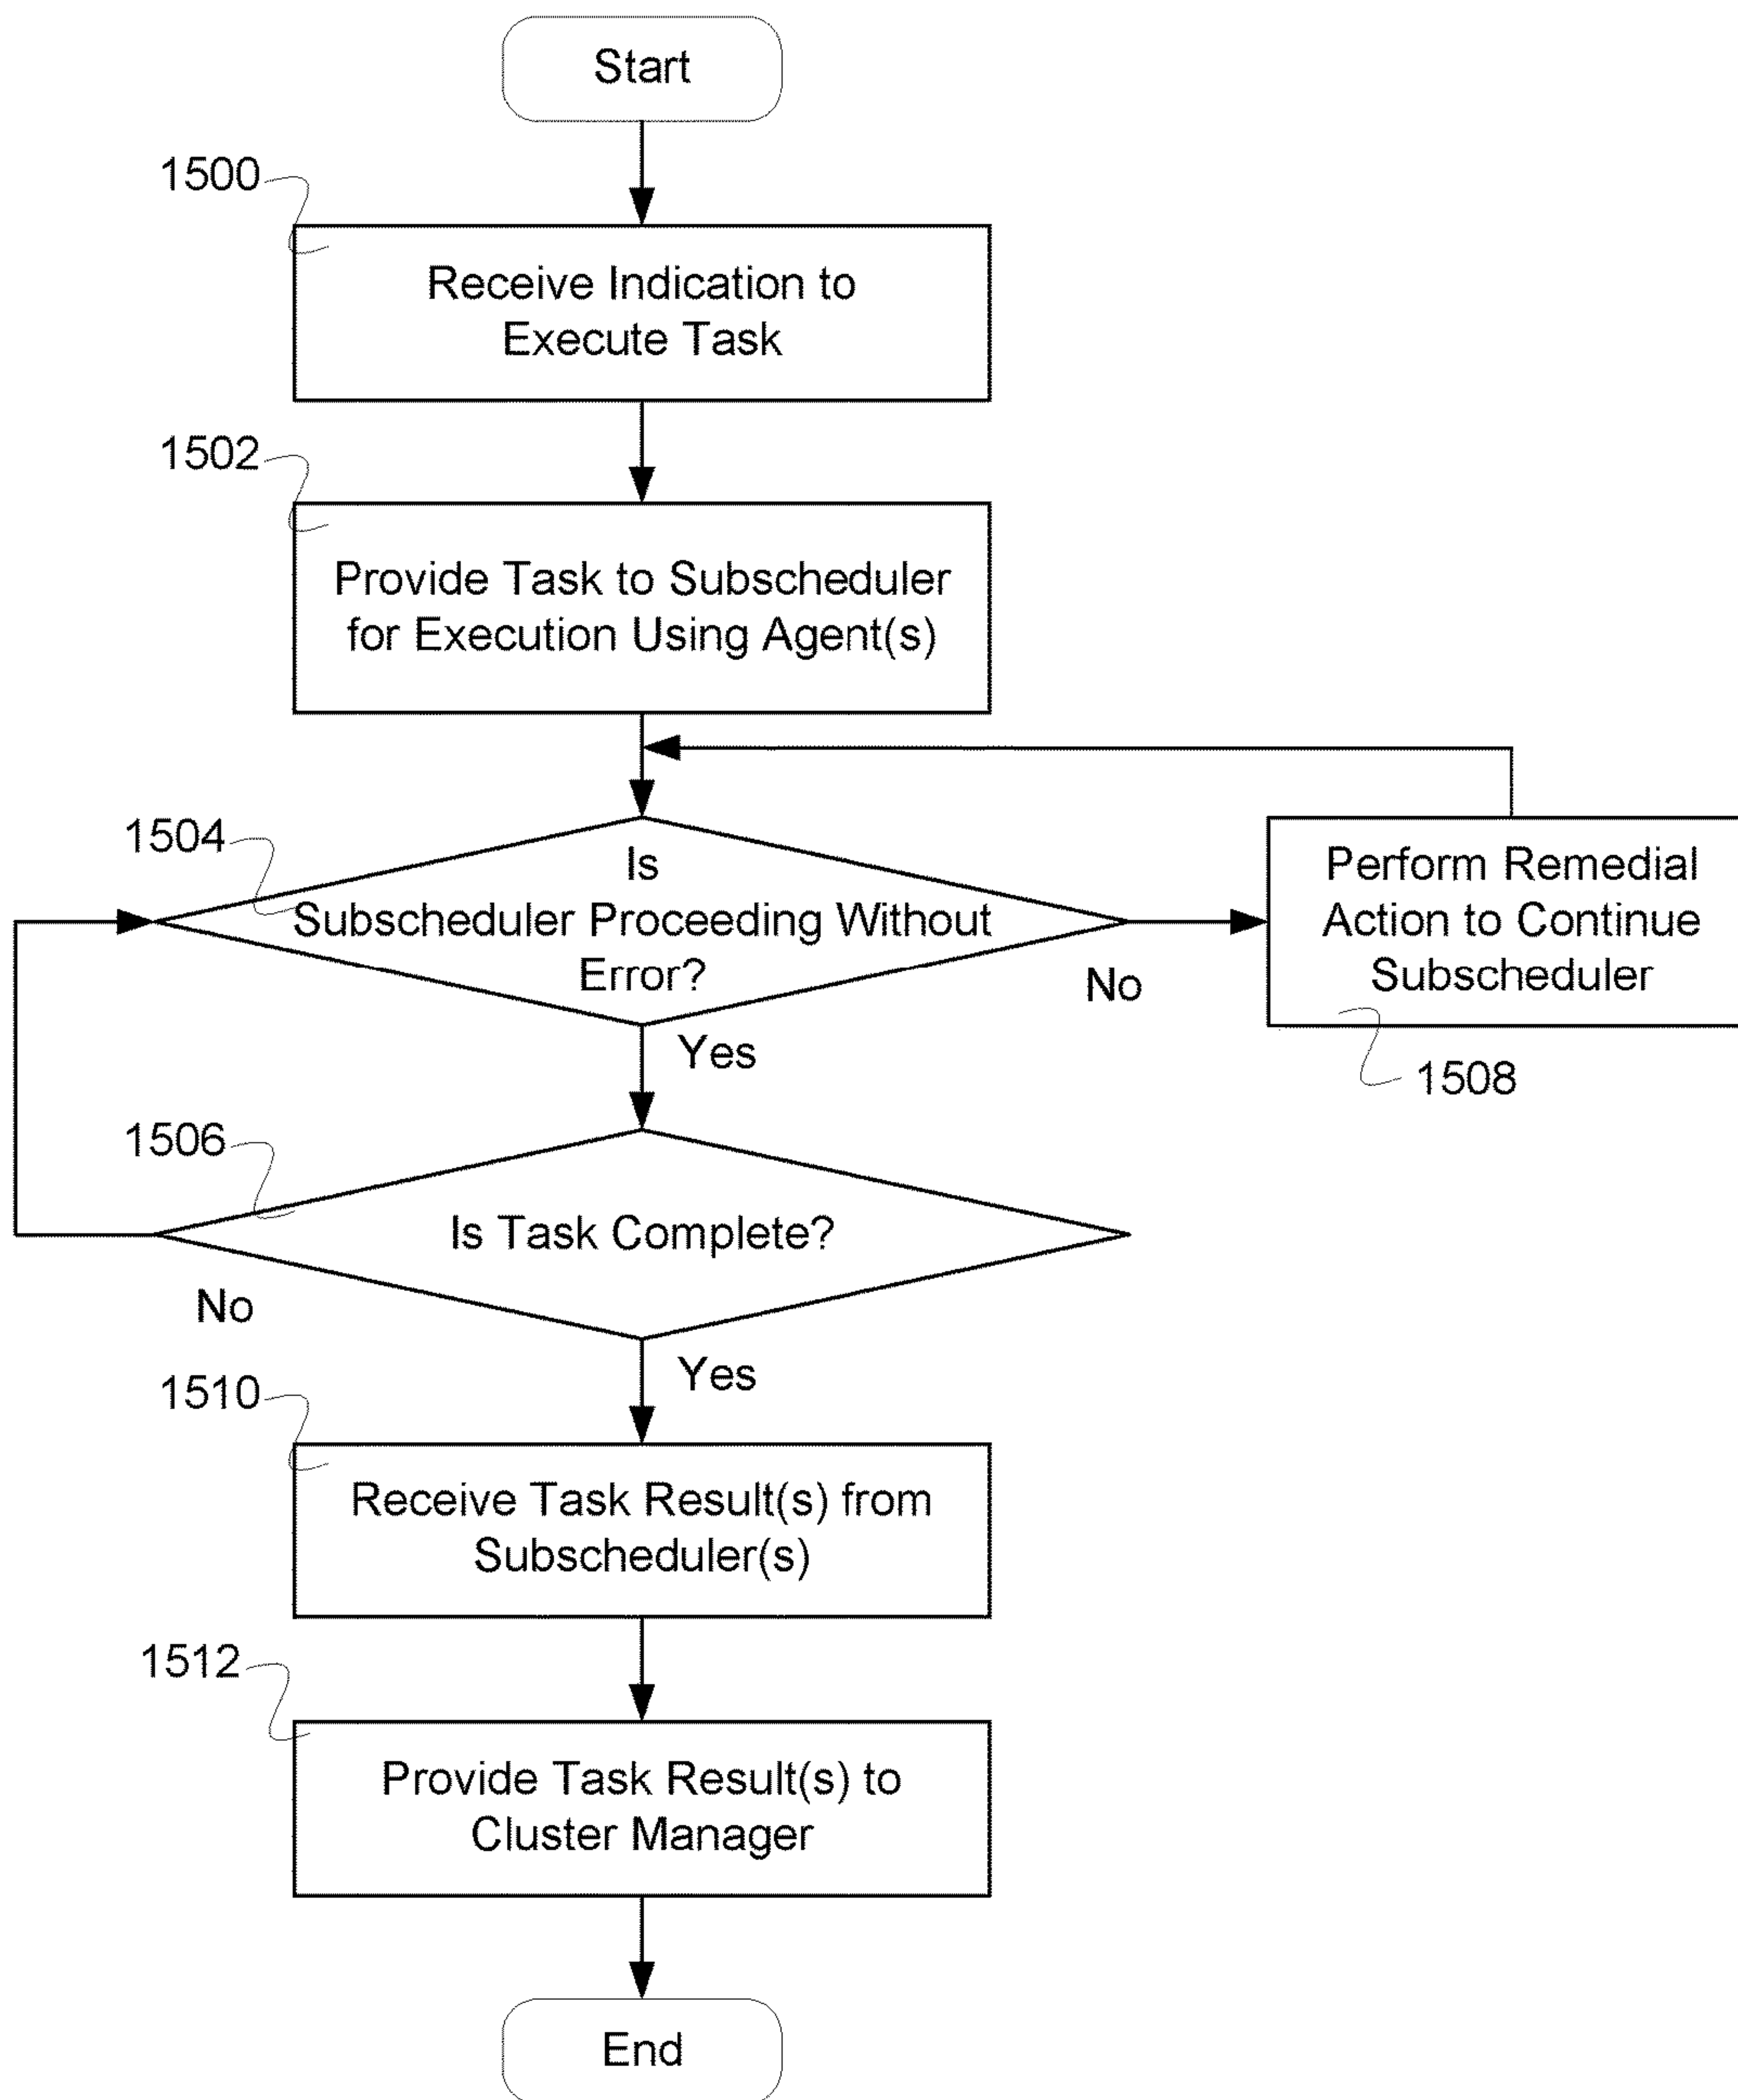 Start
1500
Receive Indication to
Execute Task
1502
Provide Task to Subscheduler
for Execution Using Agent(s)
1504
Is
Subscheduler Proceeding Without
Error?
No
Perform Remedial
Action to Continue
Subscheduler
1508
Yes
1506
Is Task Complete?
No
Yes
1510
Receive Task Result(s) from
Subscheduler(s)
1512
Provide Task Result(s) to
Cluster Manager
End